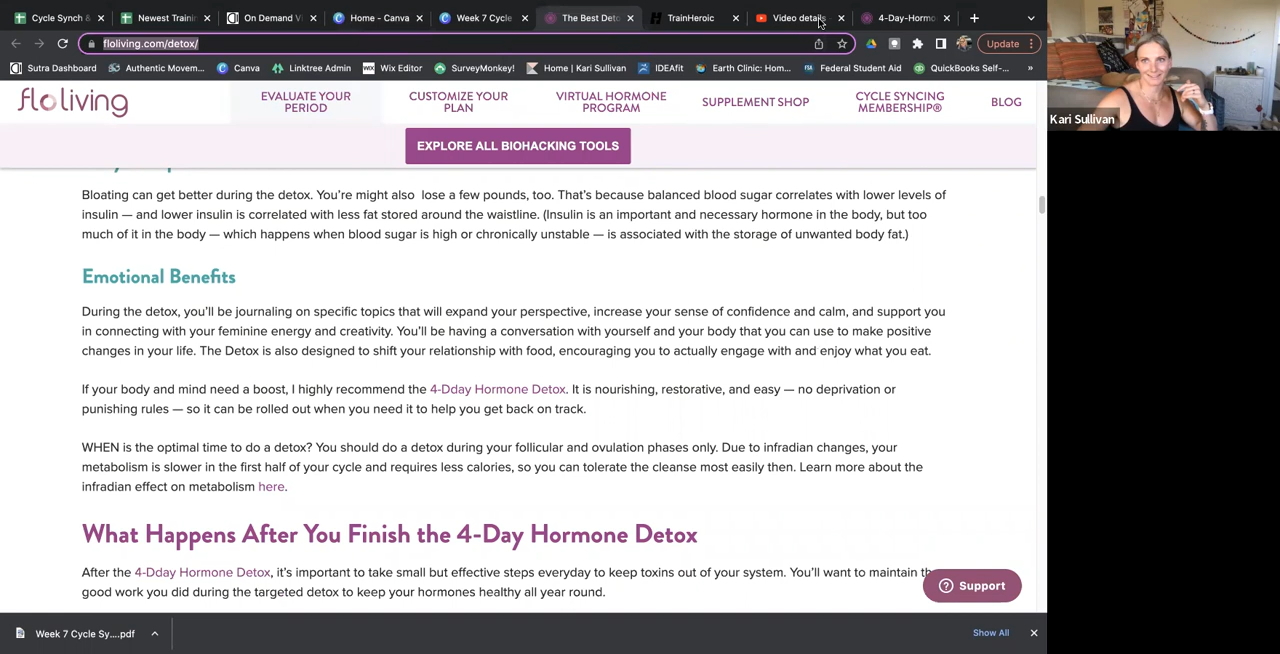 Cycle Synch &
Newest Trainin
On Demand Vi
Home - Canva
Week 7 Cycle
The Best Deto
TrainHeroic
Video details
4-Day-Hormo
floliving.com/detox/
Update
Sutra Dashboard
Authentic Movem...
Canva
Linktree Admin
WIX Wix Editor
SurveyMonkey!
Home | Kari Sullivan
IDEAfit
Earth Clinic: Hom...
Federal Student Aid
QuickBooks Self-...
»
Kari Sullivan
floliving
EVALUATE YOUR PERIOD
CUSTOMIZE YOUR PLAN
VIRTUAL HORMONE PROGRAM
SUPPLEMENT SHOP
CYCLE SYNCING MEMBERSHIP®
BLOG
EXPLORE ALL BIOHACKING TOOLS
Bloating can get better during the detox. You're might also lose a few pounds, too. That's because balanced blood sugar correlates with lower levels of
insulin — and lower insulin is correlated with less fat stored around the waistline. (Insulin is an important and necessary hormone in the body, but too
much of it in the body — which happens when blood sugar is high or chronically unstable — is associated with the storage of unwanted body fat.)
Emotional Benefits
During the detox, you'll be journaling on specific topics that will expand your perspective, increase your sense of confidence and calm, and support you
in connecting with your feminine energy and creativity. You'll be having a conversation with yourself and your body that you can use to make positive
changes in your life. The Detox is also designed to shift your relationship with food, encouraging you to actually engage with and enjoy what you eat.
If your body and mind need a boost, I highly recommend the 4-Dday Hormone Detox. It is nourishing, restorative, and easy — no deprivation or
punishing rules — so it can be rolled out when you need it to help you get back on track.
WHEN is the optimal time to do a detox? You should do a detox during your follicular and ovulation phases only. Due to infradian changes, your
metabolism is slower in the first half of your cycle and requires less calories, so you can tolerate the cleanse most easily then. Learn more about the
infradian effect on metabolism here.
What Happens After You Finish the 4-Day Hormone Detox
After the 4-Dday Hormone Detox, it's important to take small but effective steps everyday to keep toxins out of your system. You'll want to maintain th
good work you did during the targeted detox to keep your hormones healthy all year round.
Support
Week 7 Cycle Sy....pdf
Show All